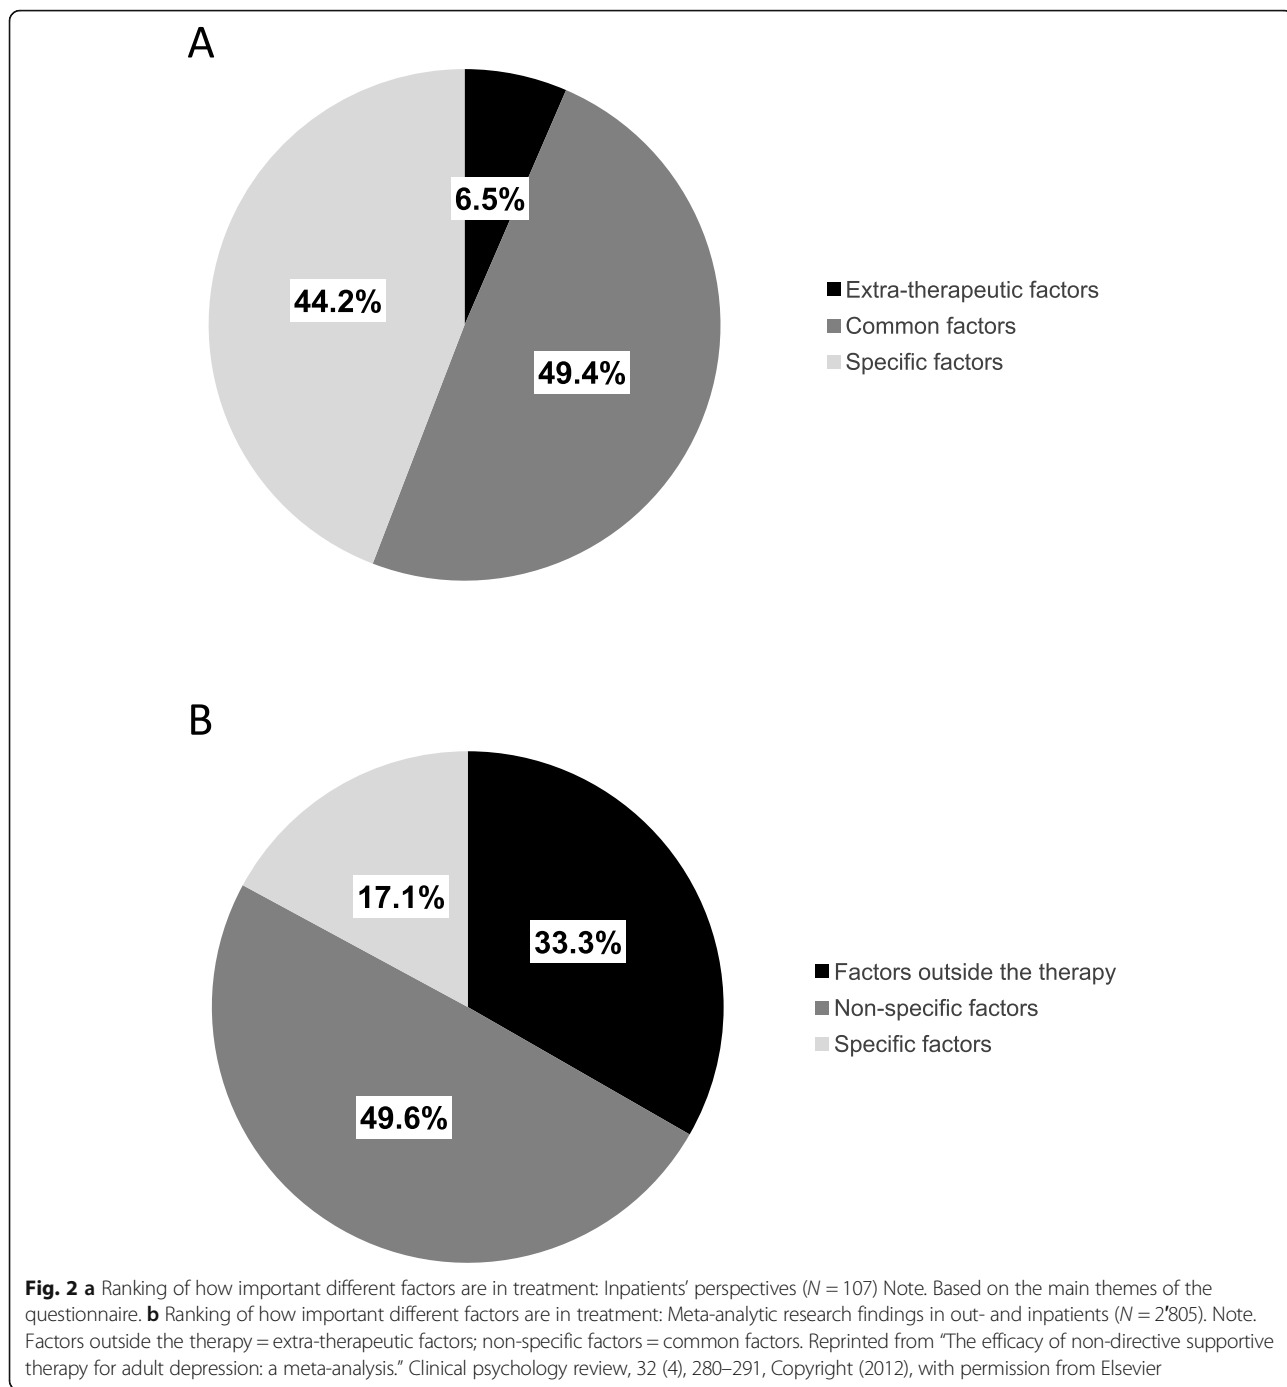 A
6.5%
44.2%
49.4%
Extra-therapeutic factors
Common factors
Specific factors
B
17.1%
33.3%
49.6%
Factors outside the therapy
Non-specific factors
Specific factors
Fig. 2 a Ranking of how important different factors are in treatment: Inpatients’ perspectives (N = 107) Note. Based on the main themes of the
questionnaire. b Ranking of how important different factors are in treatment: Meta-analytic research findings in out- and inpatients (N = 2′805). Note.
Factors outside the therapy = extra-therapeutic factors; non-specific factors = common factors. Reprinted from “The efficacy of non-directive supportive
therapy for adult depression: a meta-analysis.” Clinical psychology review, 32 (4), 280–291, Copyright (2012), with permission from Elsevier